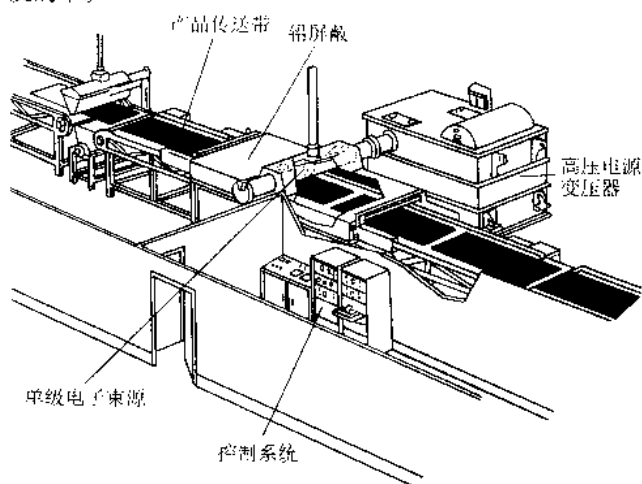 产品传送带
铅屏蔽
高压电源
变压器
单级电子束源
控制系统